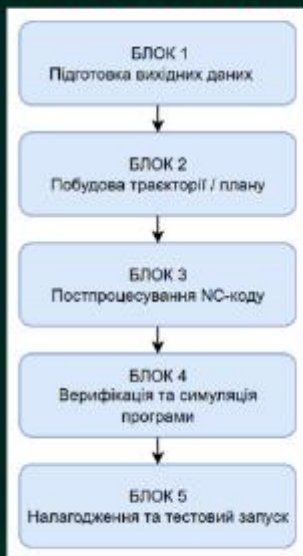 БЛОК 1
Підготовка вихідних даних
БЛОК 2
Побудова траєкторії / плану
БЛОК 3
Постпроцесування NC-коду
БЛОК 4
Верифікація та симуляція
програми
БЛОК 5
Налагодження та тестовий запуск